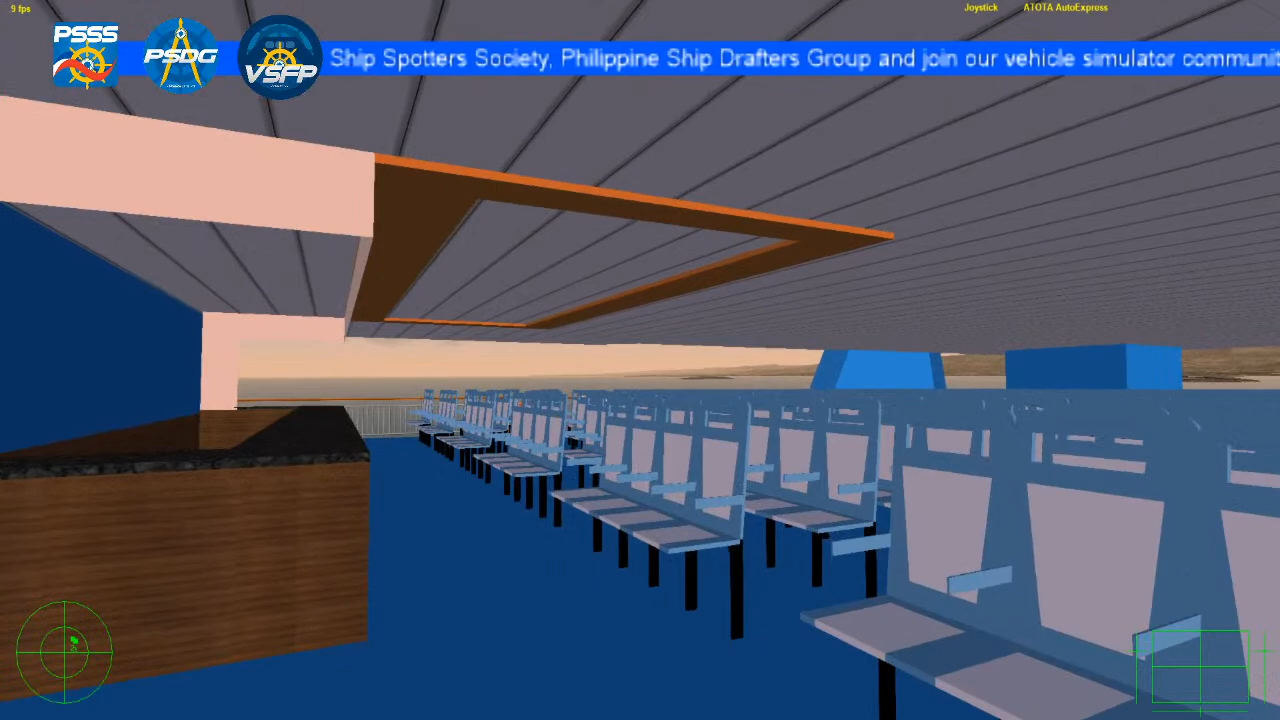 9 fps
Joystick ATOTA AutoExpress
PSSS
PSDG
VSFP
Ship Spotters Society, Philippine Ship Drafters Group and join our vehicle simulator communit